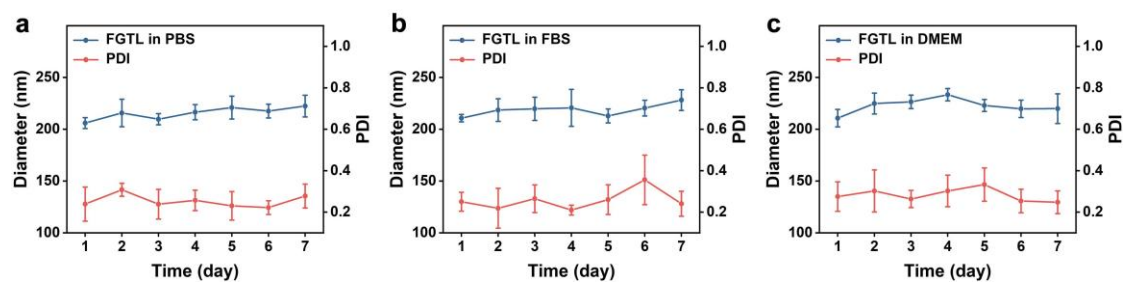 a
FGTL in PBS
PDI
Diameter (nm)
250
200
150
100
1.0
0.8
0.6
0.4
0.2
PDI
1 2 3 4 5 6 7
Time (day)
b
FGTL in FBS
PDI
Diameter (nm)
250
200
150
100
1.0
0.8
0.6
0.4
0.2
PDI
1 2 3 4 5 6 7
Time (day)
c
FGTL in DMEM
PDI
Diameter (nm)
250
200
150
100
1.0
0.8
0.6
0.4
0.2
PDI
1 2 3 4 5 6 7
Time (day)